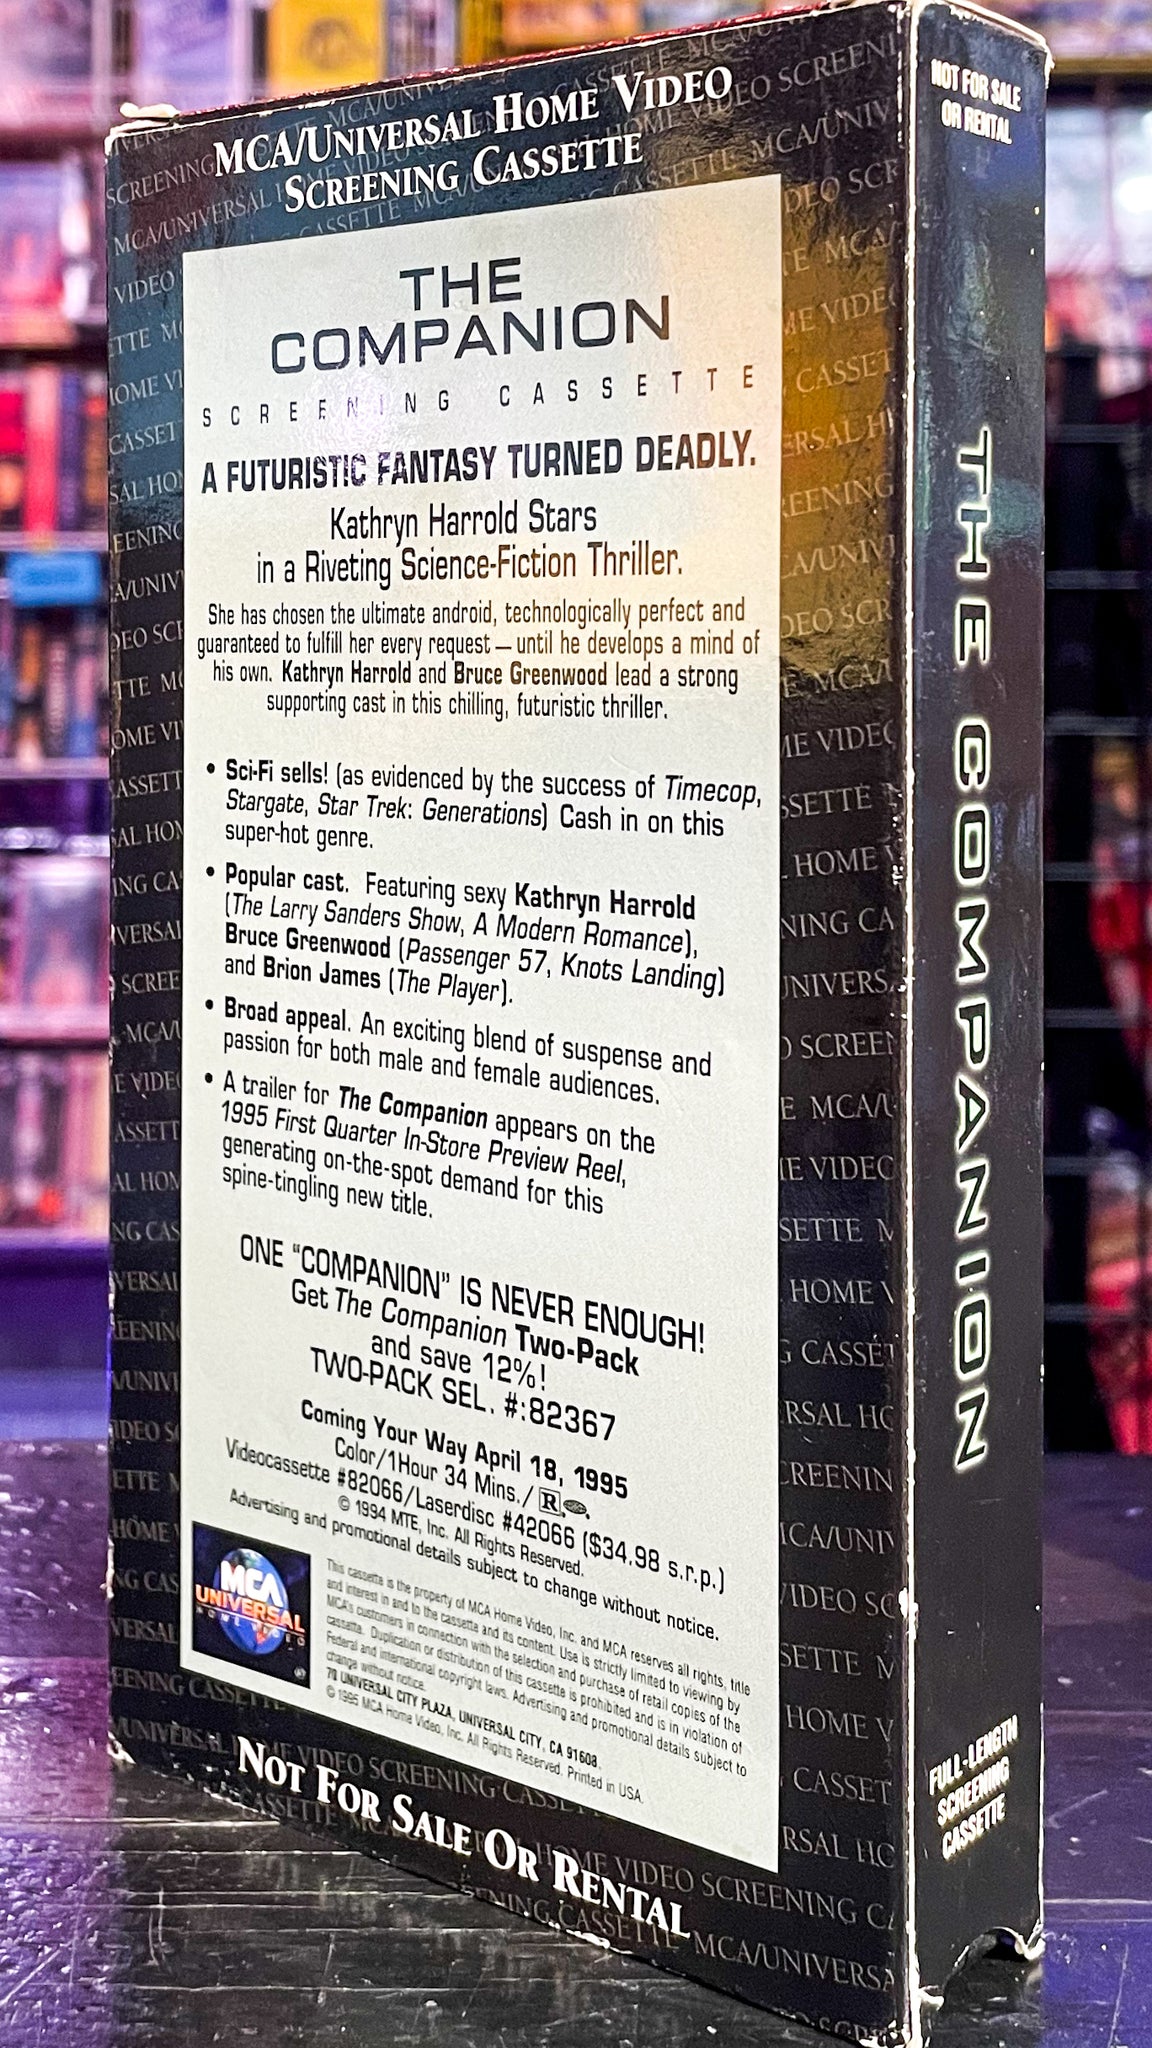 MCA/UNIVERSAL HOME VIDEO
SCREENING CASSETTE
THE
COMPANION
SCREENING CASSETTE
A FUTURISTIC FANTASY TURNED DEADLY.
Kathryn Harrold Stars
in a Riveting Science-Fiction Thriller.
She has chosen the ultimate android, technologically perfect and
guaranteed to fulfill her every request — until he develops a mind of
his own. Kathryn Harrold and Bruce Greenwood lead a strong
supporting cast in this chilling, futuristic thriller.
• Sci-Fi sells! (as evidenced by the success of Timecop,
Stargate, Star Trek: Generations) Cash in on this
super-hot genre.
• Popular cast. Featuring sexy Kathryn Harrold
(The Larry Sanders Show, A Modern Romance),
Bruce Greenwood (Passenger 57, Knots Landing)
and Brion James (The Player).
• Broad appeal. An exciting blend of suspense and
passion for both male and female audiences.
• A trailer for The Companion appears on the
1995 First Quarter In-Store Preview Reel,
generating on-the-spot demand for this
spine-tingling new title.
ONE "COMPANION" IS NEVER ENOUGH!
Get The Companion Two-Pack
and save 12%!
TWO-PACK SEL. #:82367
Coming Your Way April 18, 1995
Color/1Hour 34 Mins./ R
Videocassette #82066/Laserdisc #42066 ($34.98 s.r.p.)
© 1994 MTE, Inc. All Rights Reserved.
Advertising and promotional details subject to change without notice.
MCA
UNIVERSAL
HOME VIDEO
This cassette is the property of MCA Home Video, Inc. and MCA reserves all rights, title
and interest in and to the cassette and its content. Use is strictly limited to viewing by
MCA's customers in connection with the selection and purchase of retail copies of the
cassette. Duplication or distribution of this cassette is prohibited and is in violation of
Federal and international copyright laws. Advertising and promotional details subject to
change without notice.
70 UNIVERSAL CITY PLAZA, UNIVERSAL CITY, CA 91608.
© 1995 MCA Home Video, Inc. All Rights Reserved. Printed in USA.
NOT FOR SALE OR RENTAL
NOT FOR SALE
OR RENTAL
THE COMPANION
FULL-LENGTH
SCREENING
CASSETTE